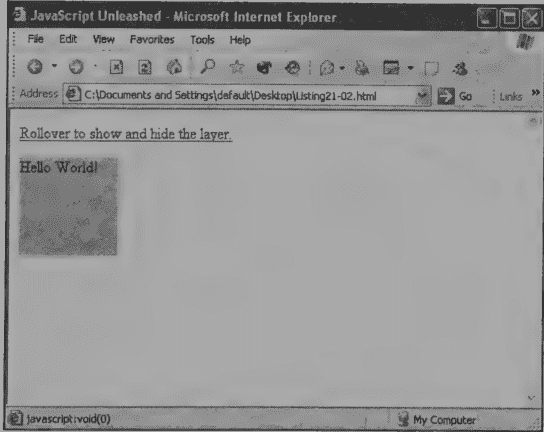 JavaScript Unleashed - Microsoft Internet Explorer
File Edit View Favorites Tools Help
Address C:\Documents and Settings\default\Desktop\Listing21-02.html Go Links »
Rollover to show and hide the layer.
Hello World!
javascript:void(0) My Computer